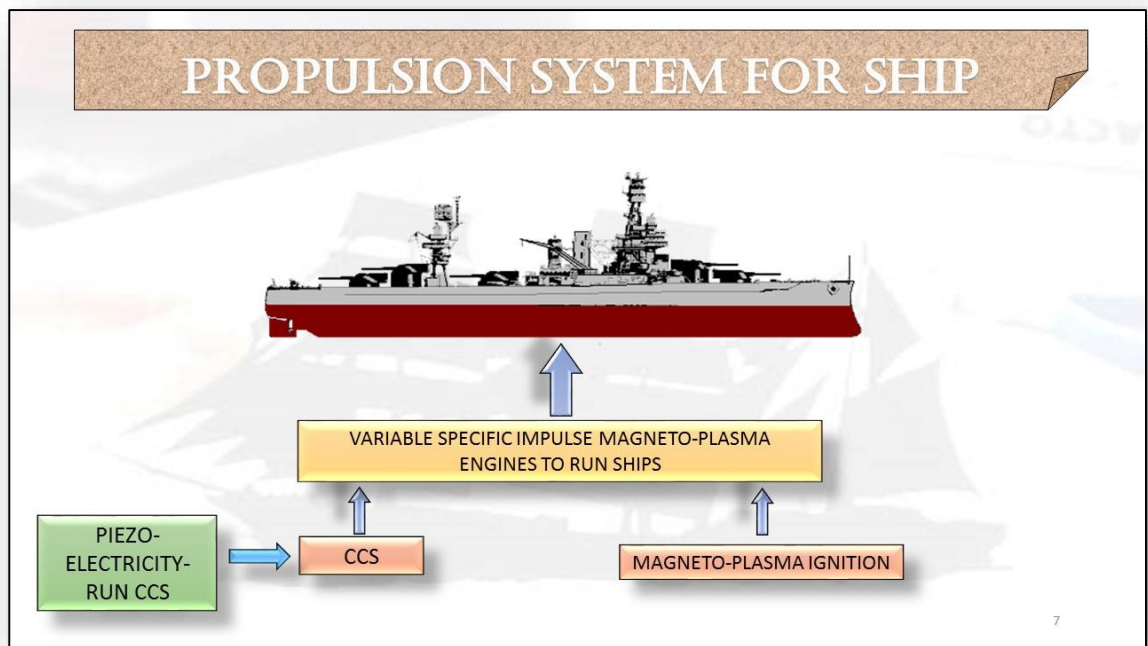 PROPULSION SYSTEM FOR SHIP
VARIABLE SPECIFIC IMPULSE MAGNETO-PLASMA
ENGINES TO RUN SHIPS
PIEZO-
ELECTRICITY-
RUN CCS
CCS
MAGNETO-PLASMA IGNITION
7